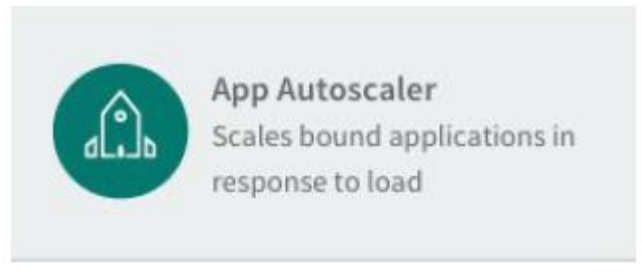 App Autoscaler
Scales bound applications in
response to load